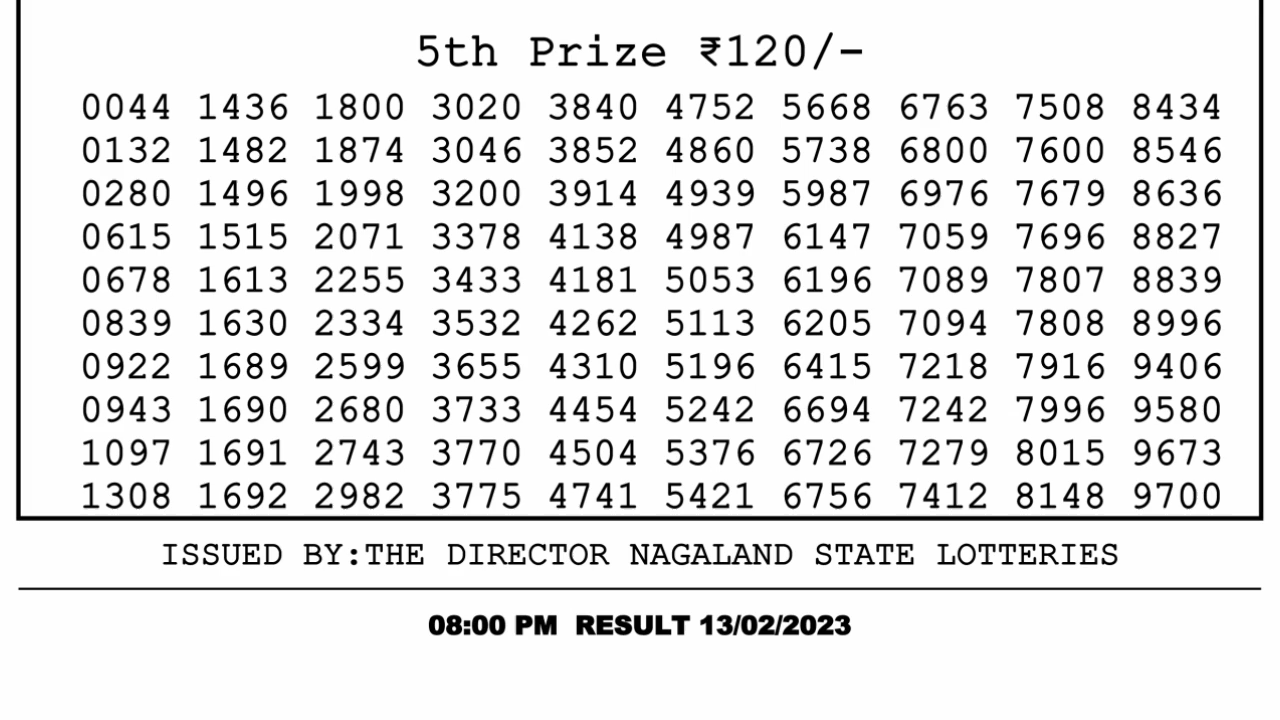 5th Prize ₹120/-
0044 1436 1800 3020 3840 4752 5668 6763 7508 8434
0132 1482 1874 3046 3852 4860 5738 6800 7600 8546
0280 1496 1998 3200 3914 4939 5987 6976 7679 8636
0615 1515 2071 3378 4138 4987 6147 7059 7696 8827
0678 1613 2255 3433 4181 5053 6196 7089 7807 8839
0839 1630 2334 3532 4262 5113 6205 7094 7808 8996
0922 1689 2599 3655 4310 5196 6415 7218 7916 9406
0943 1690 2680 3733 4454 5242 6694 7242 7996 9580
1097 1691 2743 3770 4504 5376 6726 7279 8015 9673
1308 1692 2982 3775 4741 5421 6756 7412 8148 9700
ISSUED BY:THE DIRECTOR NAGALAND STATE LOTTERIES
08:00 PM RESULT 13/02/2023